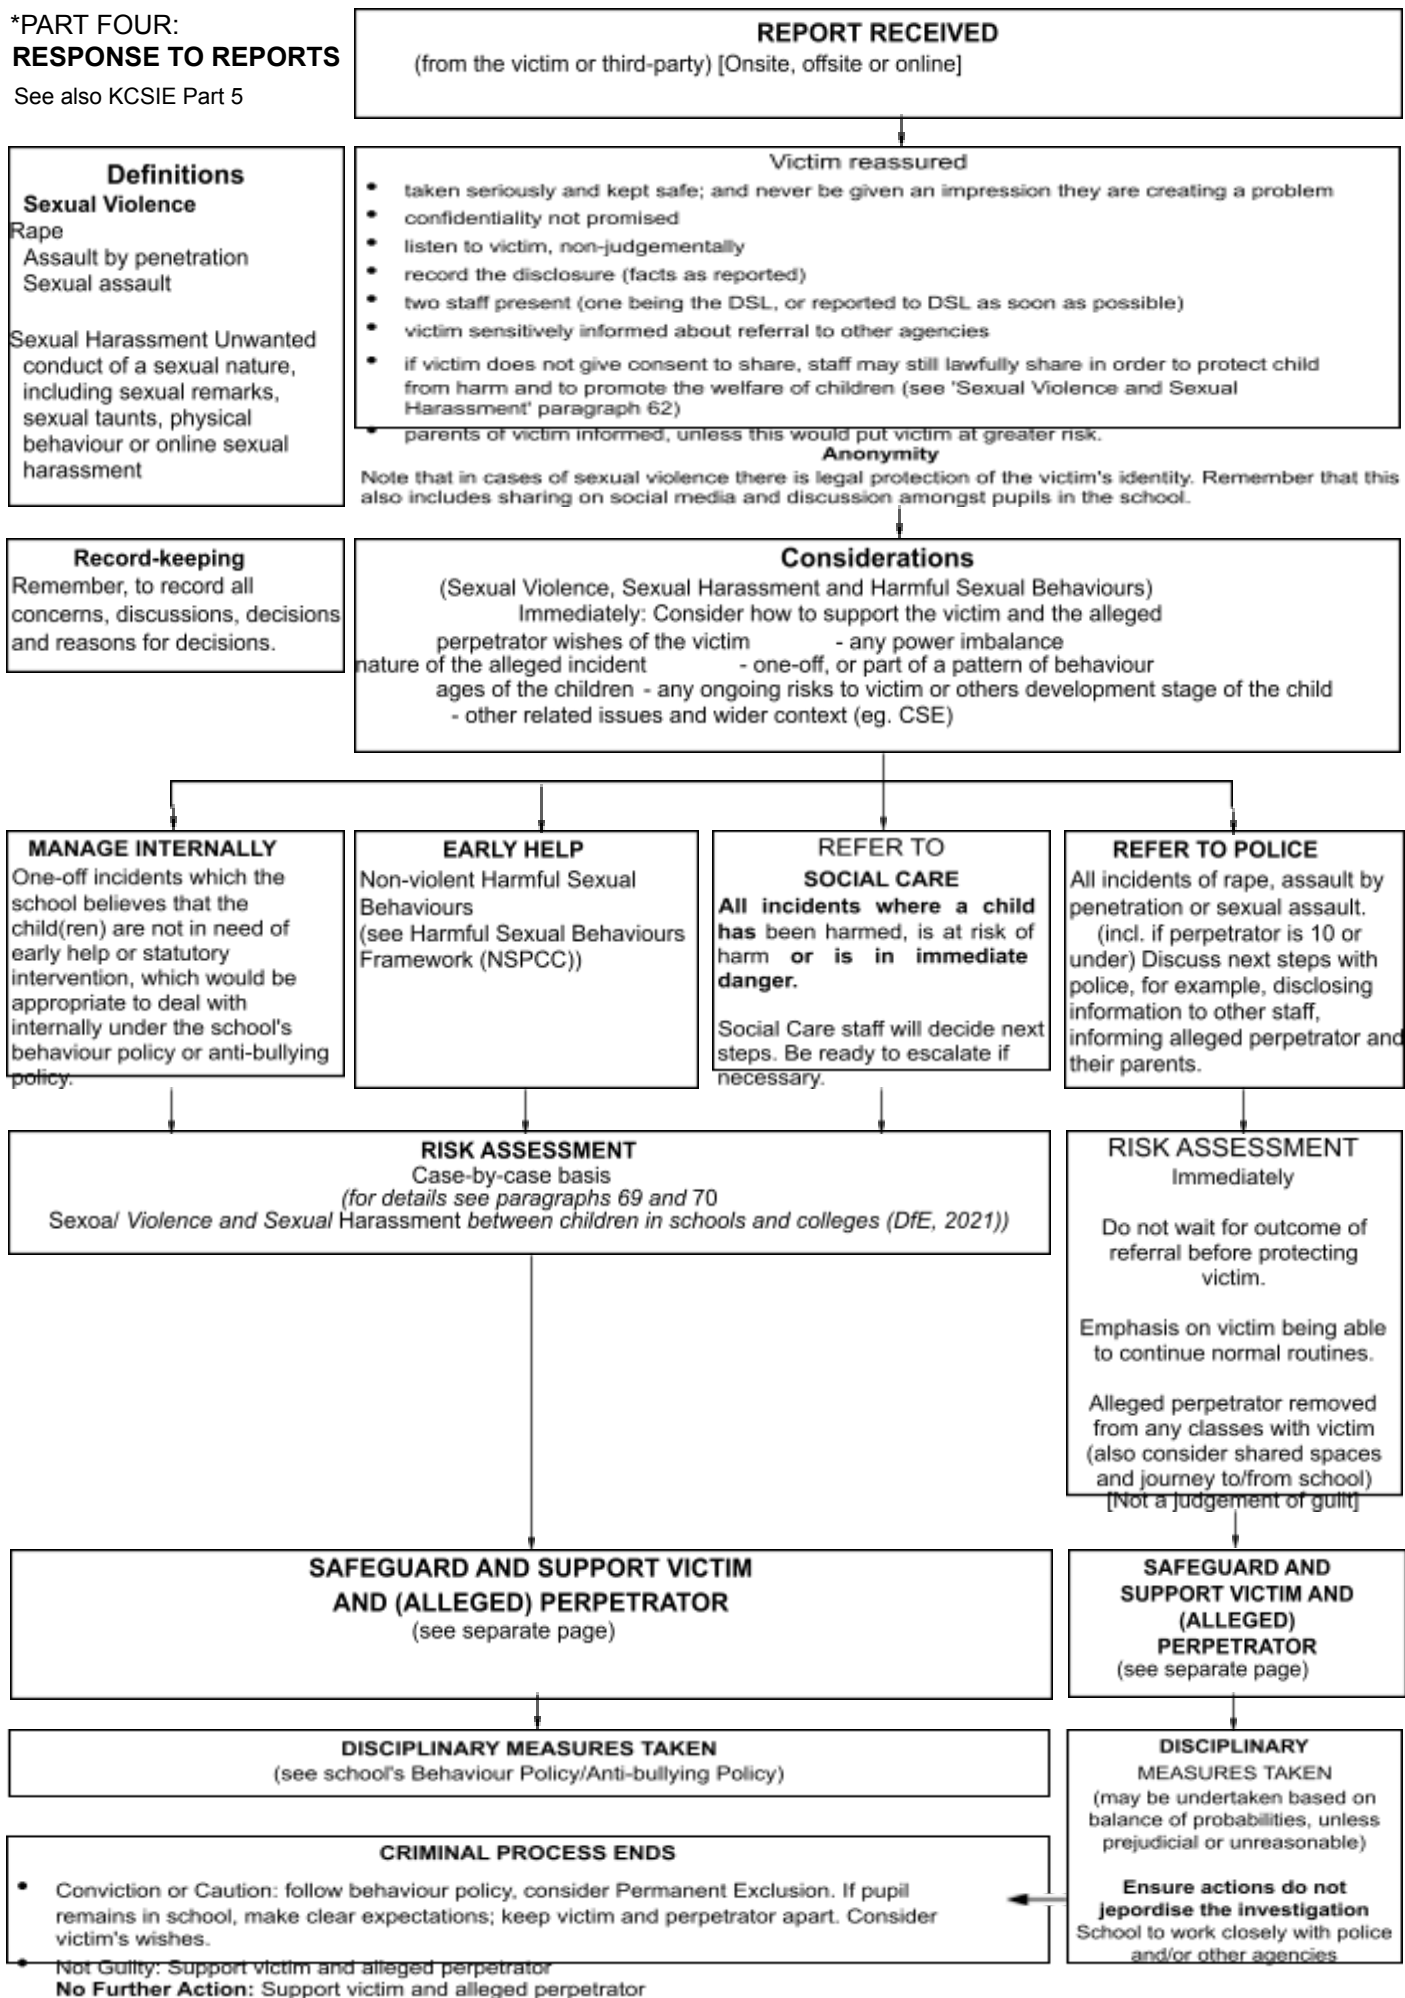 *PART FOUR:
RESPONSE TO REPORTS
See also KCSIE Part 5
REPORT RECEIVED
(from the victim or third-party) [Onsite, offsite or online]
Definitions
Sexual Violence
Rape
Assault by penetration
Sexual assault
Sexual Harassment Unwanted
conduct of a sexual nature,
including sexual remarks,
sexual taunts, physical
behaviour or online sexual
harassment
Victim reassured
• taken seriously and kept safe; and never be given an impression they are creating a problem
• confidentiality not promised
• listen to victim, non-judgementally
• record the disclosure (facts as reported)
• two staff present (one being the DSL, or reported to DSL as soon as possible)
• victim sensitively informed about referral to other agencies
• if victim does not give consent to share, staff may still lawfully share in order to protect child
from harm and to promote the welfare of children (see 'Sexual Violence and Sexual
Harassment' paragraph 62)
• parents of victim informed, unless this would put victim at greater risk.
Anonymity
Note that in cases of sexual violence there is legal protection of the victim's identity. Remember that this
also includes sharing on social media and discussion amongst pupils in the school.
Record-keeping
Remember, to record all
concerns, discussions, decisions
and reasons for decisions.
Considerations
(Sexual Violence, Sexual Harassment and Harmful Sexual Behaviours)
Immediately: Consider how to support the victim and the alleged
perpetrator wishes of the victim - any power imbalance
nature of the alleged incident - one-off, or part of a pattern of behaviour
ages of the children - any ongoing risks to victim or others development stage of the child
- other related issues and wider context (eg. CSE)
MANAGE INTERNALLY
One-off incidents which the
school believes that the
child(ren) are not in need of
early help or statutory
intervention, which would be
appropriate to deal with
internally under the school's
behaviour policy or anti-bullying
policy.
EARLY HELP
Non-violent Harmful Sexual
Behaviours
(see Harmful Sexual Behaviours
Framework (NSPCC))
REFER TO
SOCIAL CARE
All incidents where a child
has been harmed, is at risk of
harm or is in immediate
danger.
Social Care staff will decide next
steps. Be ready to escalate if
necessary.
REFER TO POLICE
All incidents of rape, assault by
penetration or sexual assault.
(incl. if perpetrator is 10 or
under) Discuss next steps with
police, for example, disclosing
information to other staff,
informing alleged perpetrator and
their parents.
RISK ASSESSMENT
Case-by-case basis
(for details see paragraphs 69 and 70
Sexoa/ Violence and Sexual Harassment between children in schools and colleges (DfE, 2021))
RISK ASSESSMENT
Immediately
Do not wait for outcome of
referral before protecting
victim.
Emphasis on victim being able
to continue normal routines.
Alleged perpetrator removed
from any classes with victim
(also consider shared spaces
and journey to/from school)
[Not a judgement of guilt]
SAFEGUARD AND SUPPORT VICTIM
AND (ALLEGED) PERPETRATOR
(see separate page)
SAFEGUARD AND
SUPPORT VICTIM AND
(ALLEGED)
PERPETRATOR
(see separate page)
DISCIPLINARY MEASURES TAKEN
(see school's Behaviour Policy/Anti-bullying Policy)
DISCIPLINARY
MEASURES TAKEN
(may be undertaken based on
balance of probabilities, unless
prejudicial or unreasonable)
Ensure actions do not
jepordise the investigation
School to work closely with police
and/or other agencies
CRIMINAL PROCESS ENDS
• Conviction or Caution: follow behaviour policy, consider Permanent Exclusion. If pupil
remains in school, make clear expectations; keep victim and perpetrator apart. Consider
victim's wishes.
• Not Guilty: Support victim and alleged perpetrator
No Further Action: Support victim and alleged perpetrator